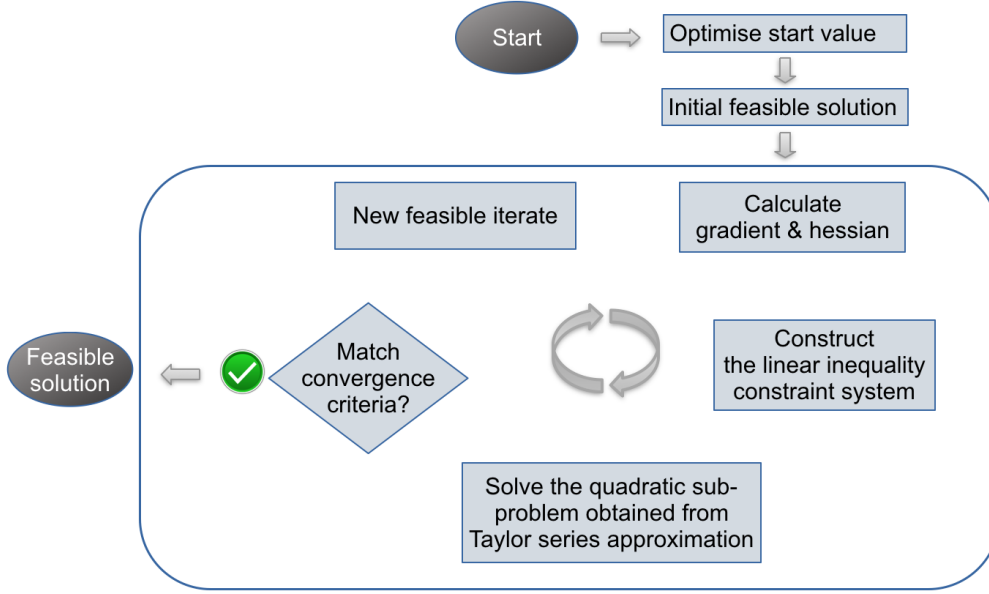 Start
Optimise start value
Initial feasible solution
New feasible iterate
Calculate
gradient & hessian
Feasible
solution
Match
convergence
criteria?
Construct
the linear inequality
constraint system
Solve the quadratic sub-
problem obtained from
Taylor series approximation